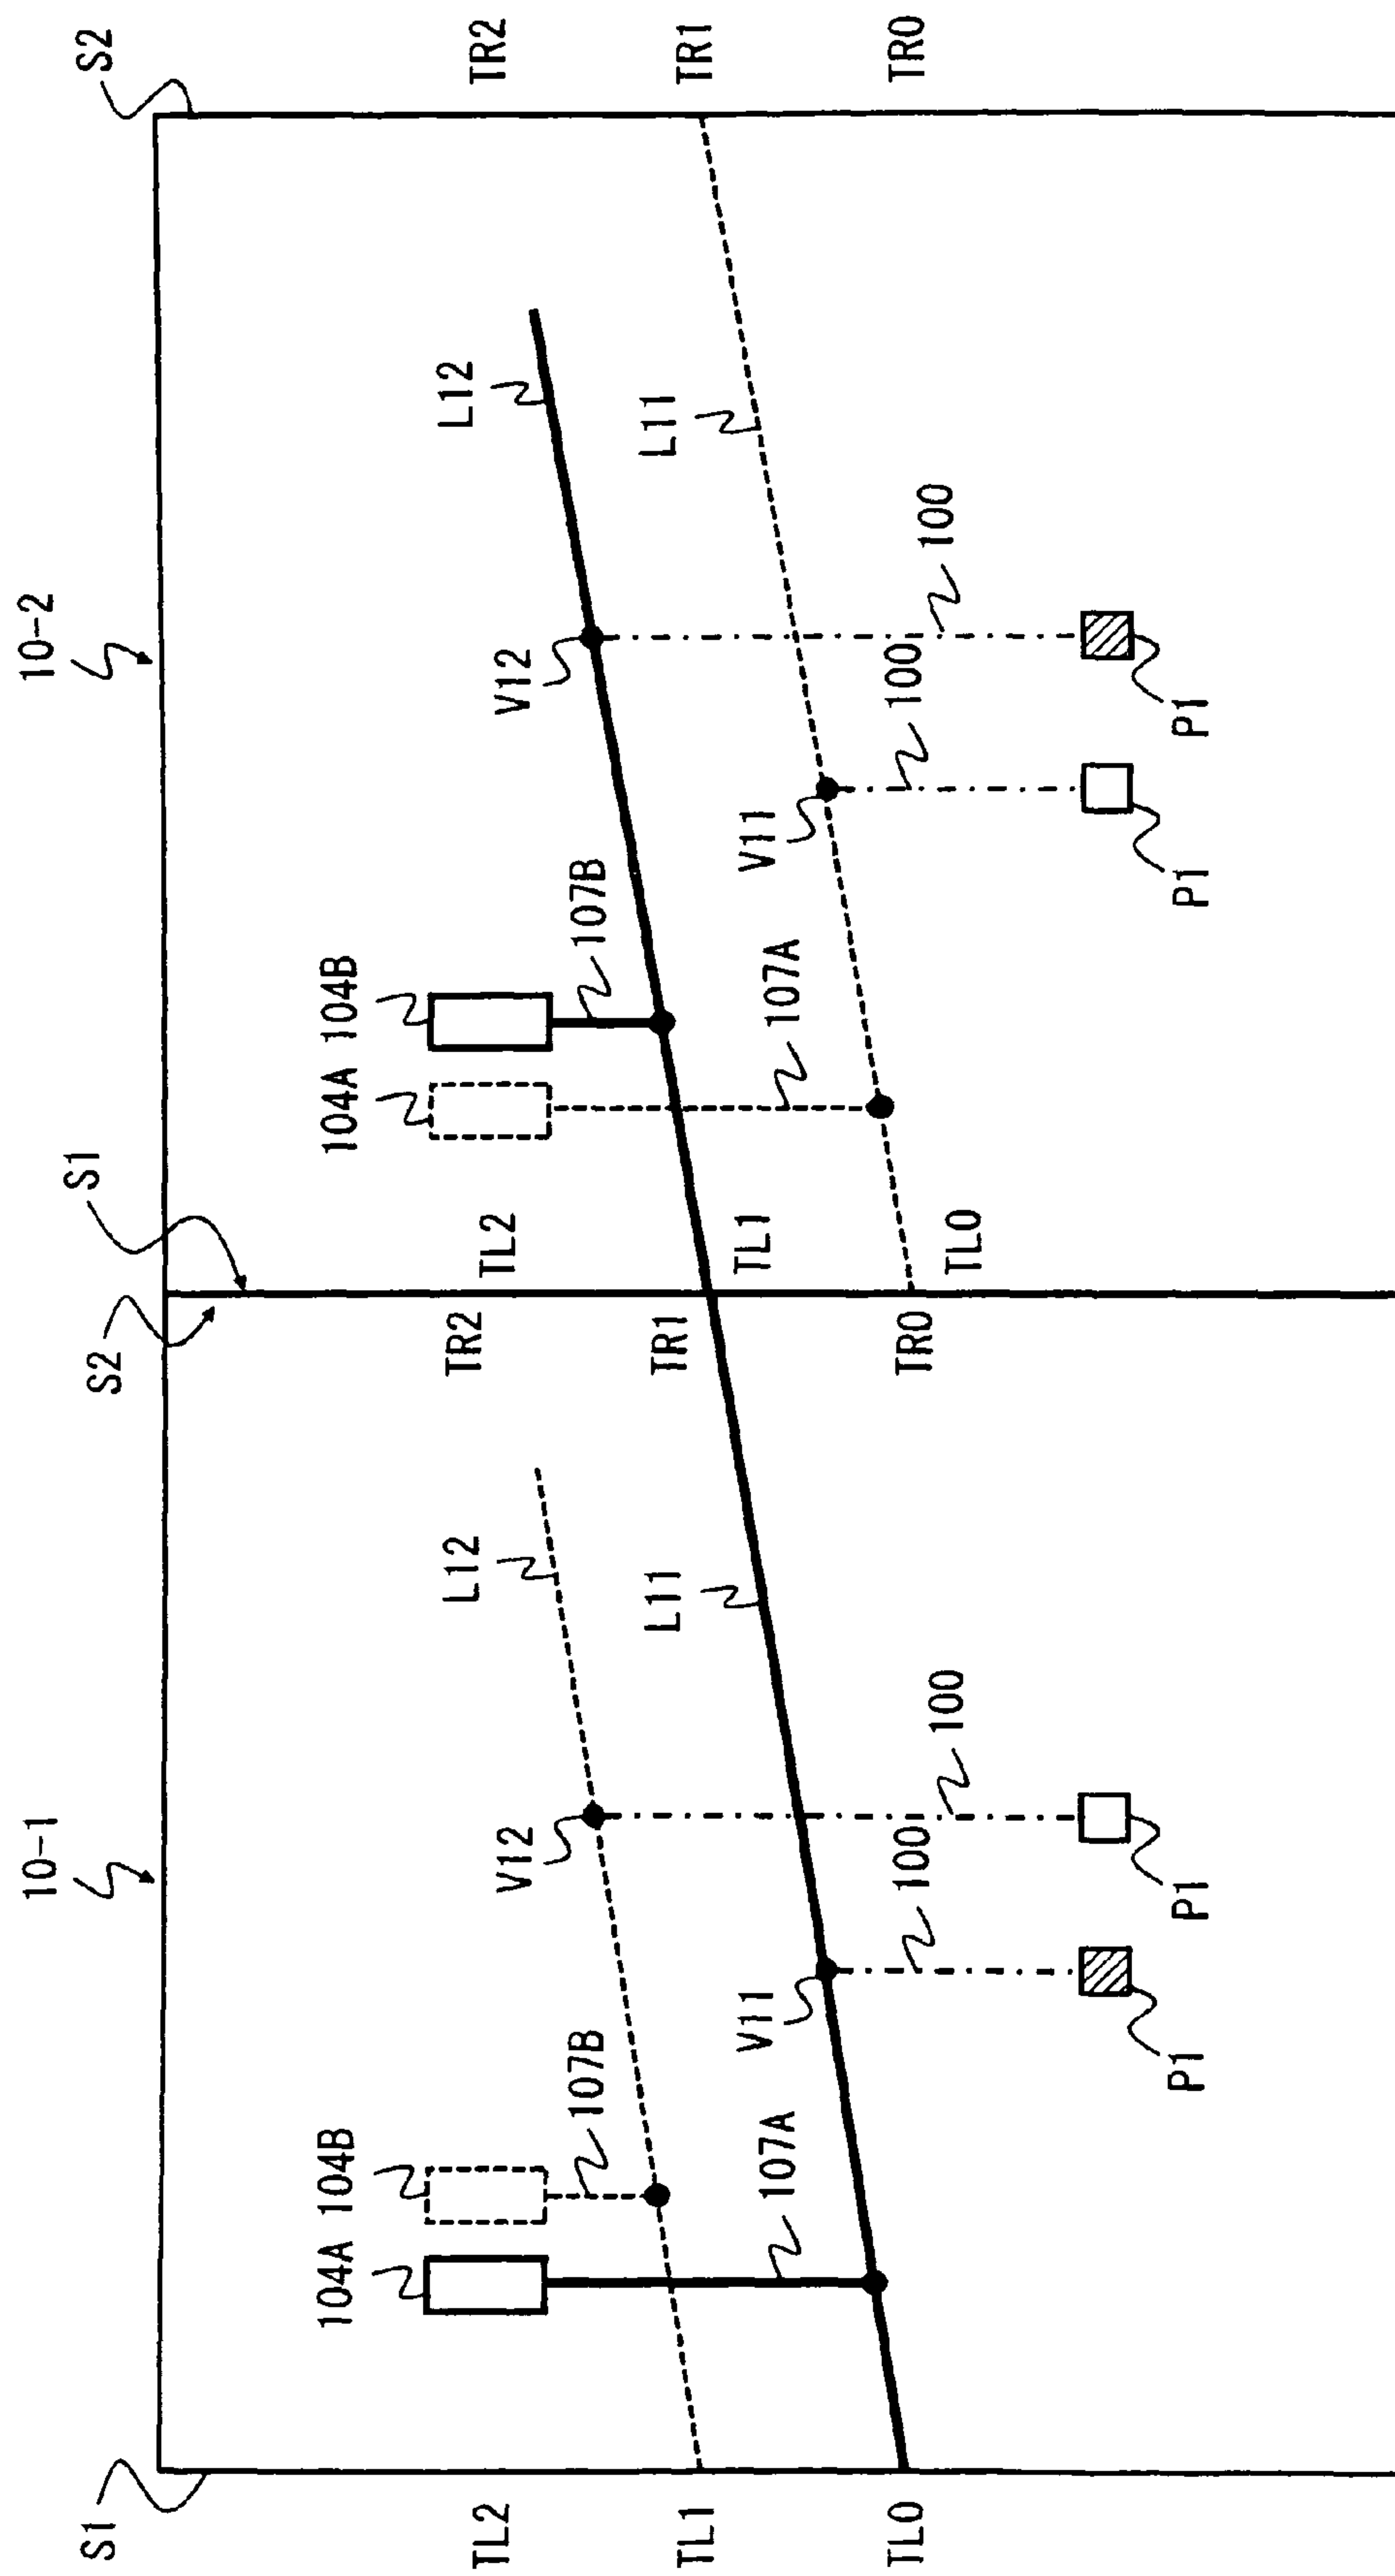 10-1
10-2
S1
S2
S1
S2
104A 104B
104A 104B
TL2
L12
TR2
TL2
L12
TR2
V12
V12
107B
107B
TL1
L11
TR1
TL1
L11
TR1
V11
V11
107A
107A
TL0
100
100
TR0
TL0
100
100
TR0
P1
P1
P1
P1